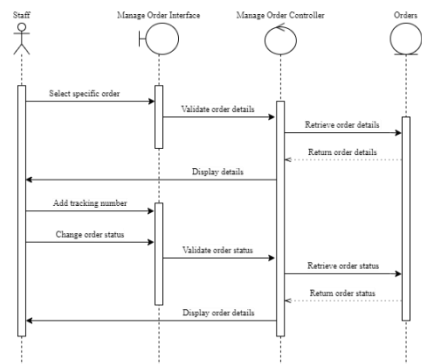 Staff
Manage Order Interface
Manage Order Controller
Orders
Select specific order
Validate order details
Retrieve order details
Return order details
Display details
Add tracking number
Change order status
Validate order status
Retrieve order status
Return order status
Display order details